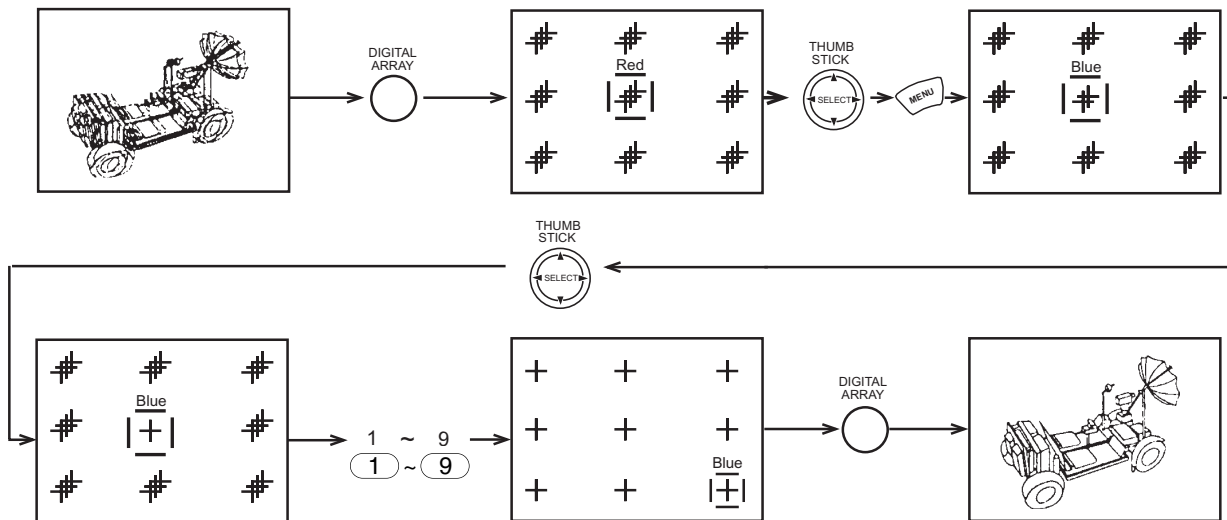 DIGITAL
ARRAY
Red
THUMB
STICK
SELECT
MENU
Blue
THUMB
STICK
SELECT
Blue
1 ~ 9
1 ~ 9
Blue
DIGITAL
ARRAY